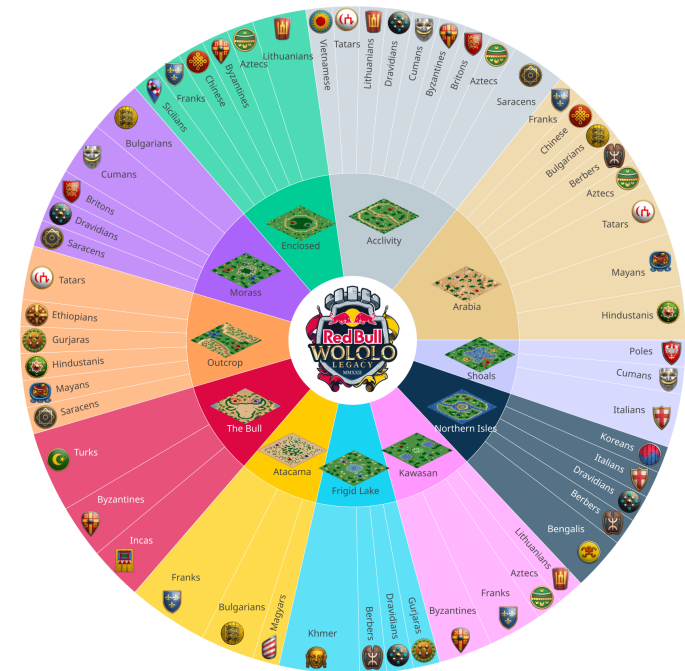 Vietnamese
Tatars
Lithuanians
Dravidians
Cumans
Byzantines
Britons
Aztecs
Saracens
Acclivity
Franks
Chinese
Bulgarians
Berbers
Aztecs
Tatars
Mayans
Hindustanis
Arabia
Poles
Cumans
Italians
Shoals
Koreans
Italians
Dravidians
Berbers
Bengalis
Northern Isles
Lithuanians
Aztecs
Franks
Byzantines
Kawasan
Gurjaras
Dravidians
Berbers
Khmer
Frigid Lake
Magyars
Bulgarians
Franks
Atacama
Incas
Byzantines
Turks
The Bull
Saracens
Mayans
Hindustanis
Gurjaras
Ethiopians
Tatars
Outcrop
Saracens
Dravidians
Britons
Cumans
Bulgarians
Morass
Sicilians
Franks
Chinese
Byzantines
Aztecs
Lithuanians
Enclosed
Red Bull
WOLOLO
LEGACY
MMXXII